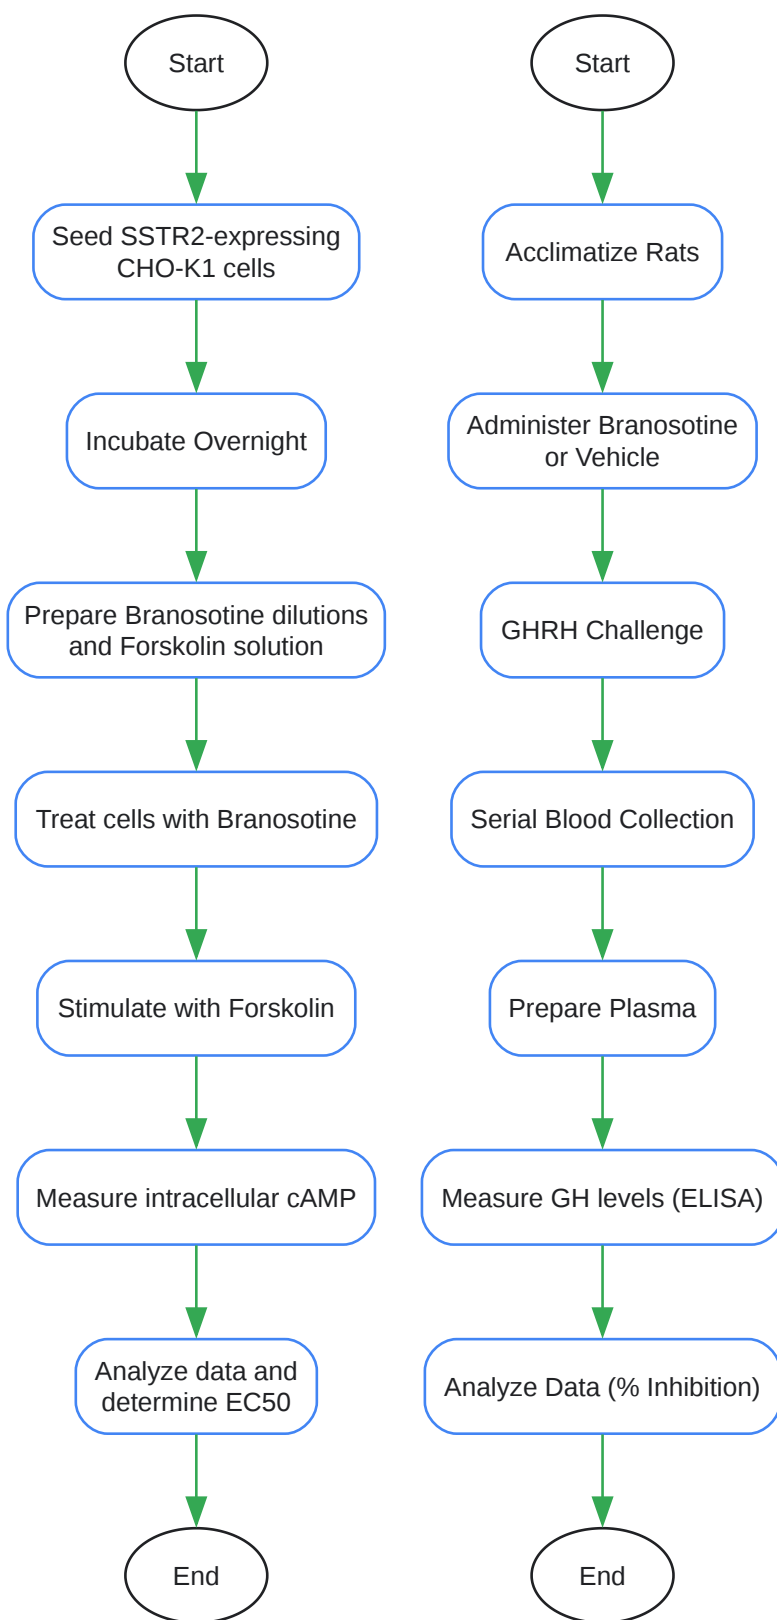 Start
Seed SSTR2-expressing
CHO-K1 cells
Incubate Overnight
Prepare Branosotine dilutions
and Forskolin solution
Treat cells with Branosotine
Stimulate with Forskolin
Measure intracellular cAMP
Analyze data and
determine EC50
End
Start
Acclimatize Rats
Administer Branosotine
or Vehicle
GHRH Challenge
Serial Blood Collection
Prepare Plasma
Measure GH levels (ELISA)
Analyze Data (% Inhibition)
End